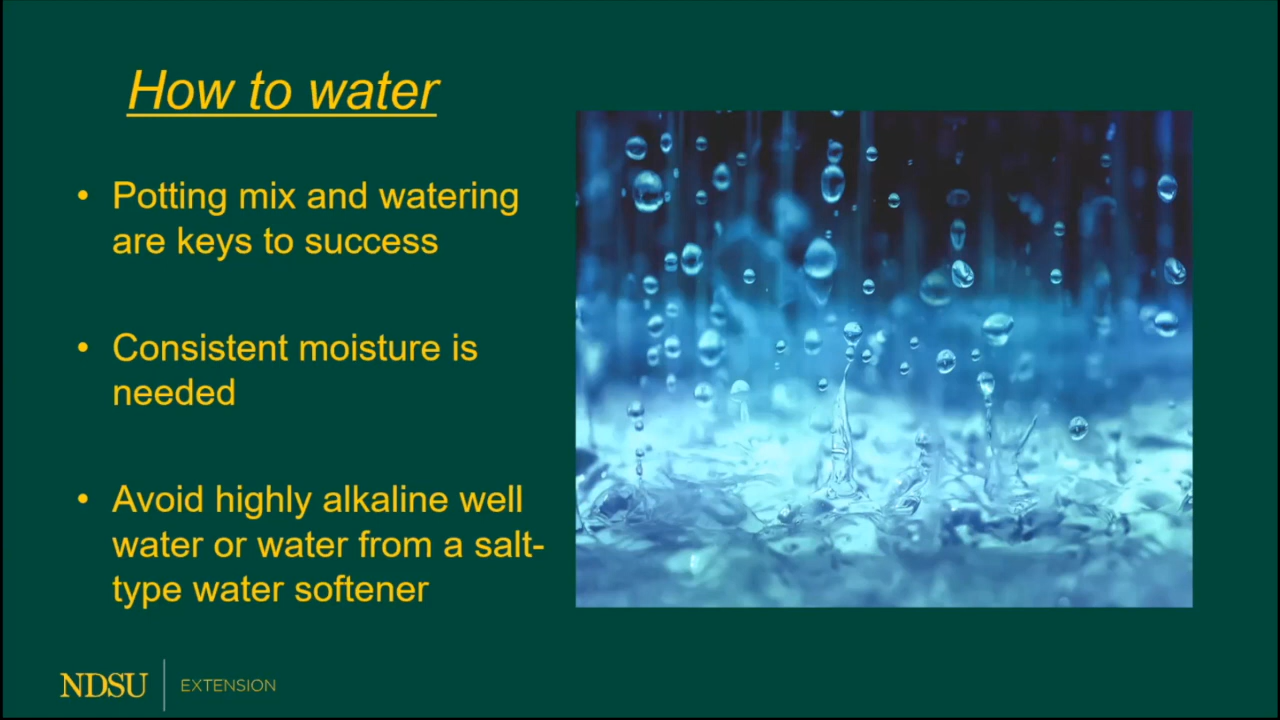 How to water
• Potting mix and watering
are keys to success
• Consistent moisture is
needed
• Avoid highly alkaline well
water or water from a salt-
type water softener
NDSU EXTENSION